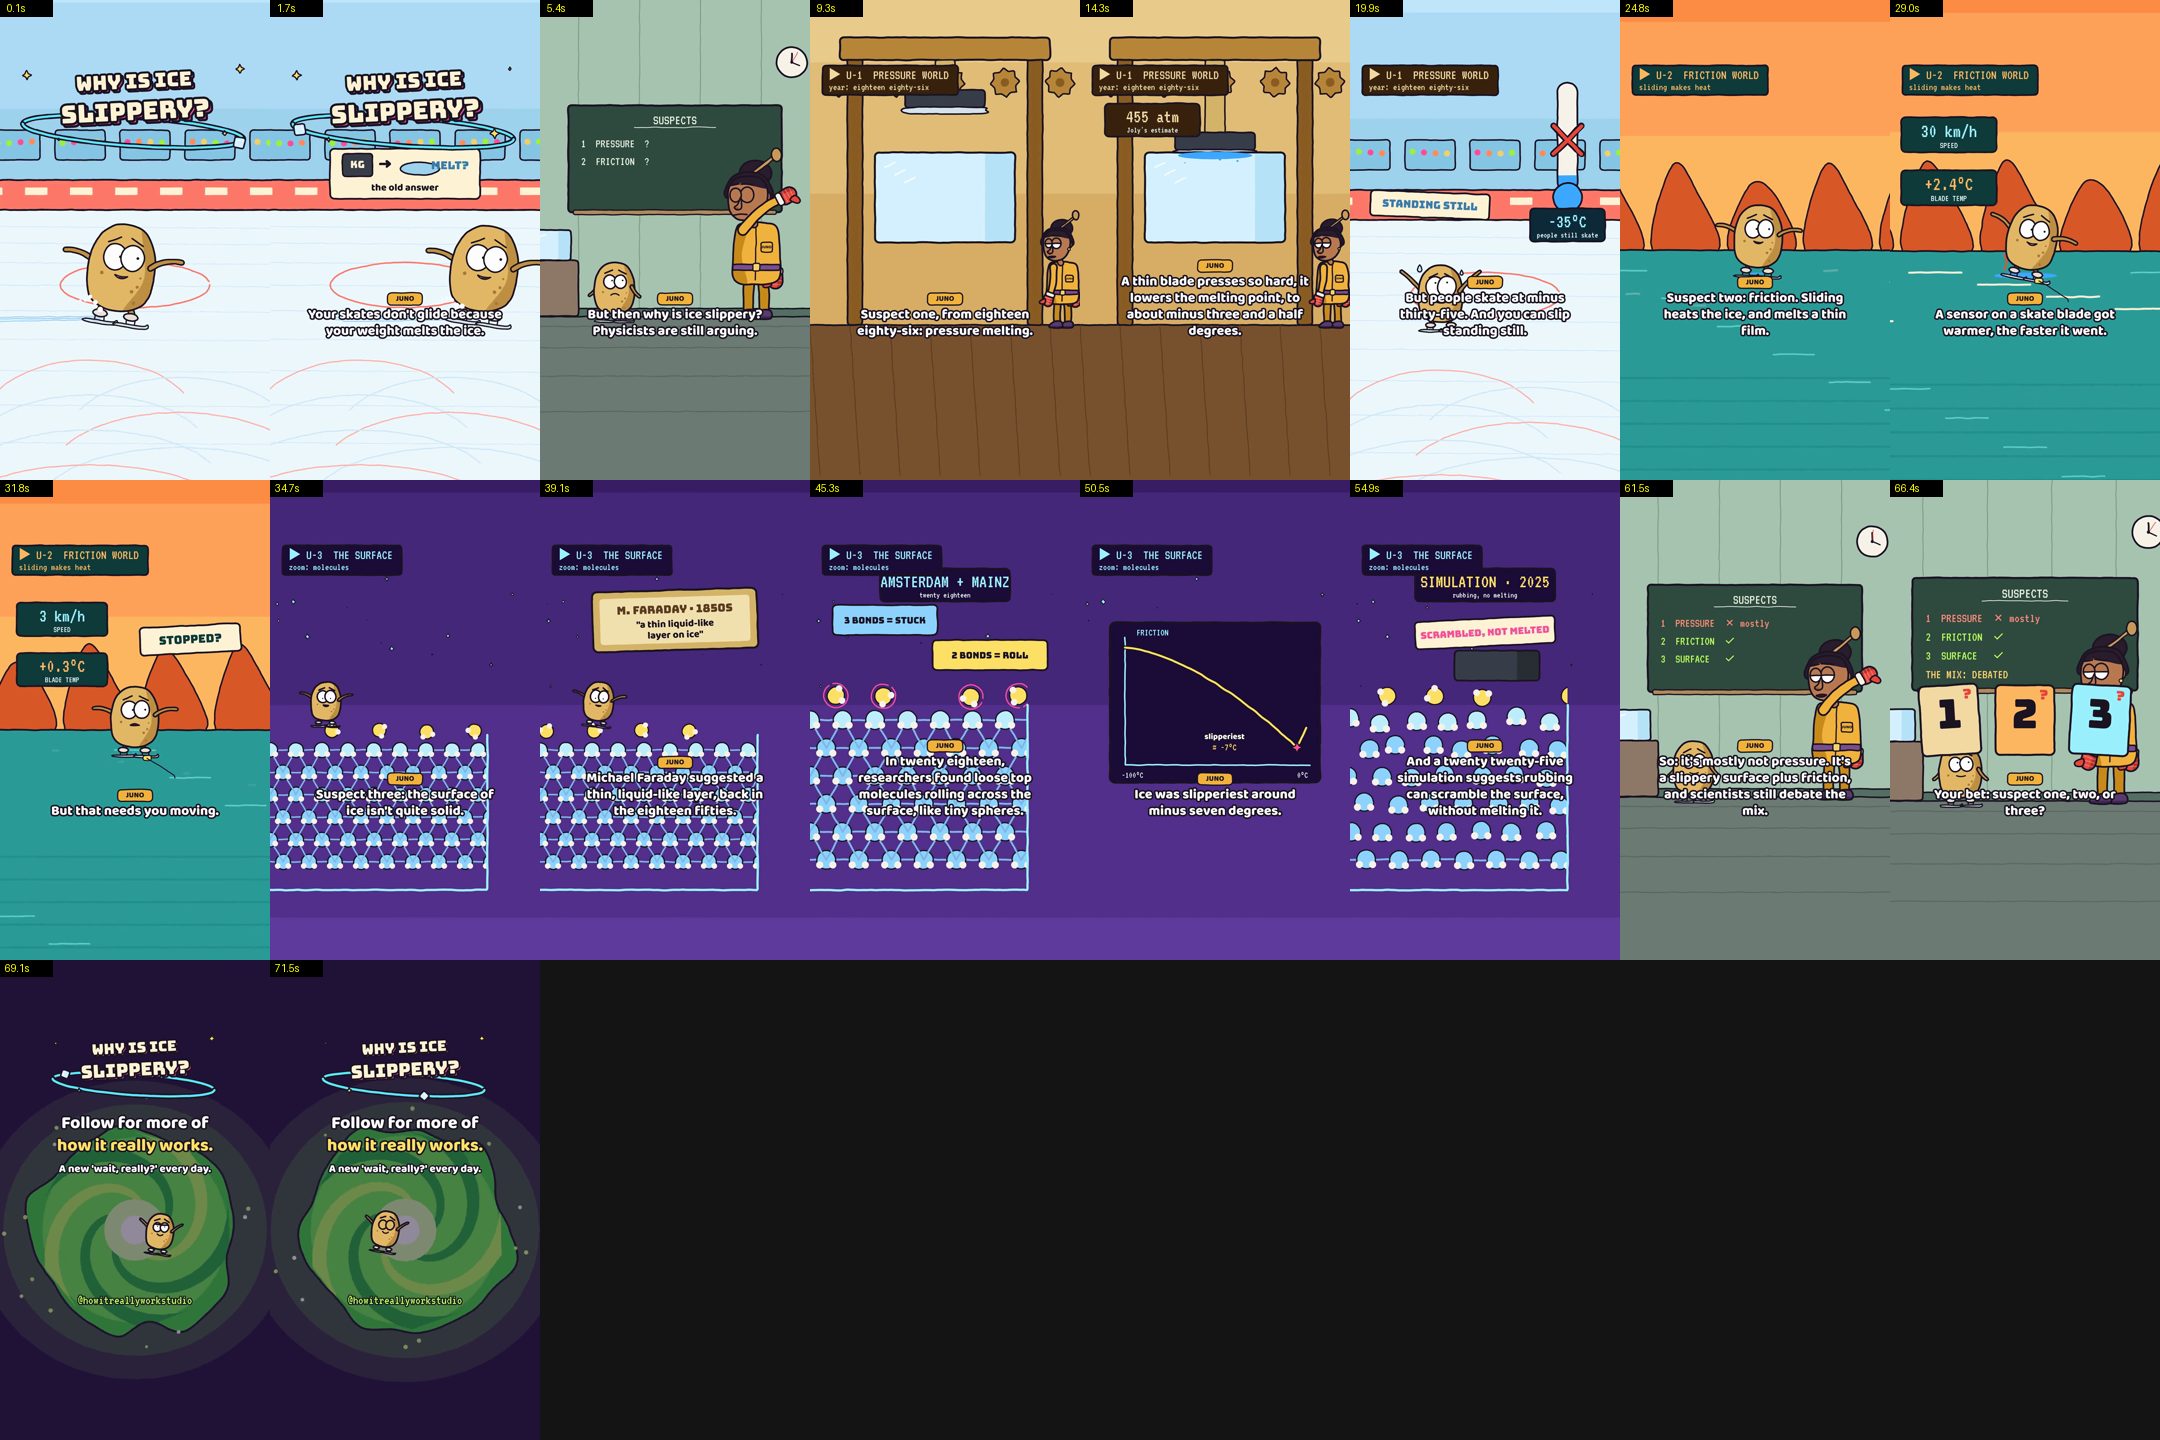 0.1s
WHY IS ICE
SLIPPERY?
1.7s
WHY IS ICE
SLIPPERY?
KG → MELT?
the old answer
JUNO
Your skates don't glide because
your weight melts the ice.
5.4s
SUSPECTS
1 PRESSURE ?
2 FRICTION ?
JUNO
JUNO
But then why is ice slippery?
Physicists are still arguing.
9.3s
U-1 PRESSURE WORLD
year: eighteen eighty-six
JUNO
Suspect one, from eighteen
eighty-six: pressure melting.
14.3s
U-1 PRESSURE WORLD
year: eighteen eighty-six
455 atm
Joly's estimate
JUNO
A thin blade presses so hard, it
lowers the melting point, to
about minus three and a half
degrees.
19.9s
U-1 PRESSURE WORLD
year: eighteen eighty-six
STANDING STILL
-35°C
people still skate
JUNO
But people skate at minus
thirty-five. And you can slip
standing still.
24.8s
U-2 FRICTION WORLD
sliding makes heat
JUNO
Suspect two: friction. Sliding
heats the ice, and melts a thin
film.
29.0s
U-2 FRICTION WORLD
sliding makes heat
30 km/h
SPEED
+2.4°C
BLADE TEMP
JUNO
A sensor on a skate blade got
warmer, the faster it went.
31.8s
U-2 FRICTION WORLD
sliding makes heat
3 km/h
SPEED
STOPPED?
+0.3°C
BLADE TEMP
JUNO
But that needs you moving.
34.7s
U-3 THE SURFACE
zoom: molecules
JUNO
Suspect three: the surface of
ice isn't quite solid.
39.1s
U-3 THE SURFACE
zoom: molecules
M. FARADAY · 1850S
"a thin liquid-like
layer on ice"
JUNO
Michael Faraday suggested a
thin, liquid-like layer, back in
the eighteen fifties.
45.3s
U-3 THE SURFACE
zoom: molecules
AMSTERDAM + MAINZ
twenty eighteen
3 BONDS = STUCK
2 BONDS = ROLL
JUNO
In twenty eighteen,
researchers found loose top
molecules rolling across the
surface, like tiny spheres.
50.5s
U-3 THE SURFACE
zoom: molecules
FRICTION
slipperiest
≈ -7°C
-100°C
0°C
JUNO
Ice was slipperiest around
minus seven degrees.
54.9s
U-3 THE SURFACE
zoom: molecules
SIMULATION · 2025
rubbing, no melting
SCRAMBLED, NOT MELTED
JUNO
And a twenty twenty-five
simulation suggests rubbing
can scramble the surface,
without melting it.
61.5s
SUSPECTS
1 PRESSURE ✕ mostly
2 FRICTION ✓
3 SURFACE ✓
JUNO
JUNO
So: it's mostly not pressure. It's
a slippery surface plus friction,
and scientists still debate the
mix.
66.4s
SUSPECTS
1 PRESSURE ✕ mostly
2 FRICTION ✓
3 SURFACE ✓
THE MIX: DEBATED
1 ?
2 ?
3 ?
JUNO
Your bet: suspect one, two, or
three?
69.1s
WHY IS ICE
SLIPPERY?
Follow for more of
how it really works.
A new 'wait, really?' every day.
@howitreallyworkstudio
71.5s
WHY IS ICE
SLIPPERY?
Follow for more of
how it really works.
A new 'wait, really?' every day.
@howitreallyworkstudio